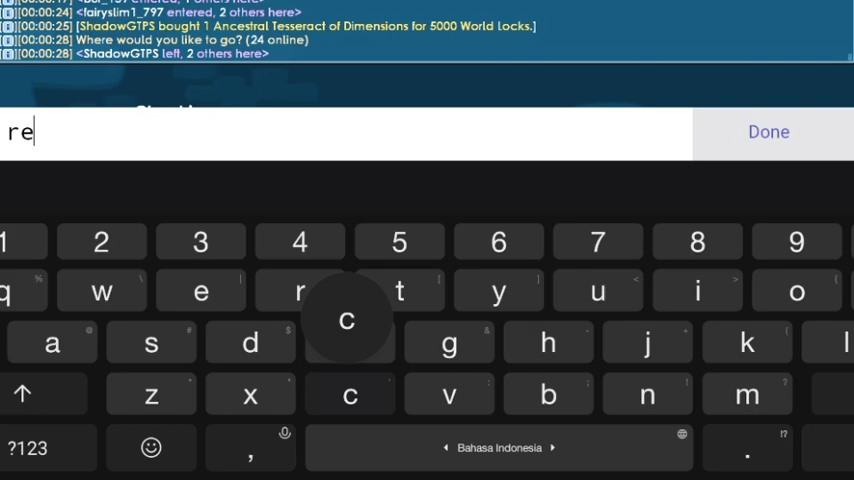 [00:00:24] <fairyslim1_797 entered, 2 others here>
[00:00:25] [ShadowGTPS bought 1 Ancestral Tesseract of Dimensions for 5000 World Locks.]
[00:00:28] Where would you like to go? (24 online)
[00:00:28] <ShadowGTPS left, 2 others here>
re
Done
1 2 3 4 5 6 7 8 9
q w e r t y u i o
c
a s d g h j k l
z x c v b n m
?123 , Bahasa Indonesia . !?